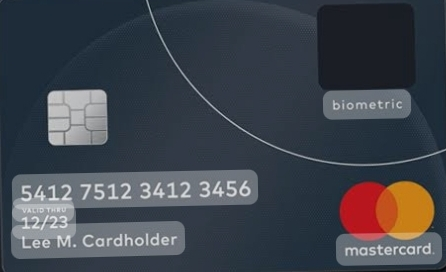 biometric
5412 7512 3412 3456
VALID THRU
12/23
Lee M. Cardholder
mastercard.